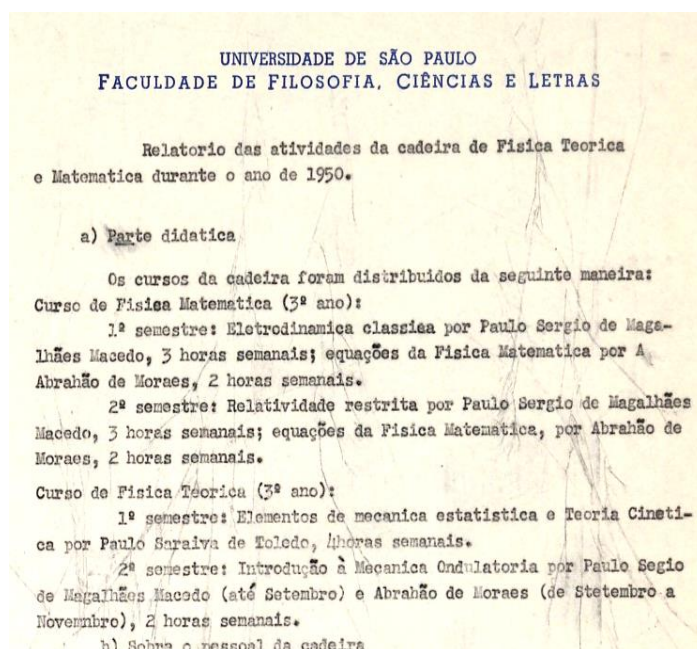 UNIVERSIDADE DE SÃO PAULO
FACULDADE DE FILOSOFIA, CIÊNCIAS E LETRAS
Relatorio das atividades da cadeira de Fisica Teorica
e Matematica durante o ano de 1950.
a) Parte didatica
Os cursos da cadeira foram distribuidos da seguinte maneira:
Curso de Fisica Matematica (3º ano):
1º semestre: Eletrodinamica classica por Paulo Sergio de Maga-
lhães Macedo, 3 horas semanais; equações da Fisica Matematica por A
Abrahão de Moraes, 2 horas semanais.
2º semestre: Relatividade restrita por Paulo Sergio de Magalhães
Macedo, 3 horas semanais; equações da Fisica Matematica, por Abrahão de
Moraes, 2 horas semanais.
Curso de Fisica Teorica (3º ano):
1º semestre: Elementos de mecanica estatistica e Teoria Cineti-
ca por Paulo Saraiva de Toledo, 4horas semanais.
2º semestre: Introdução à Mecanica Ondulatoria por Paulo Segio
de Magalhães Macedo (até Setembro) e Abrahão de Moraes (de Stetembro a
Novemnbro), 2 horas semanais.
b) Sobre o pessoal da cadeira